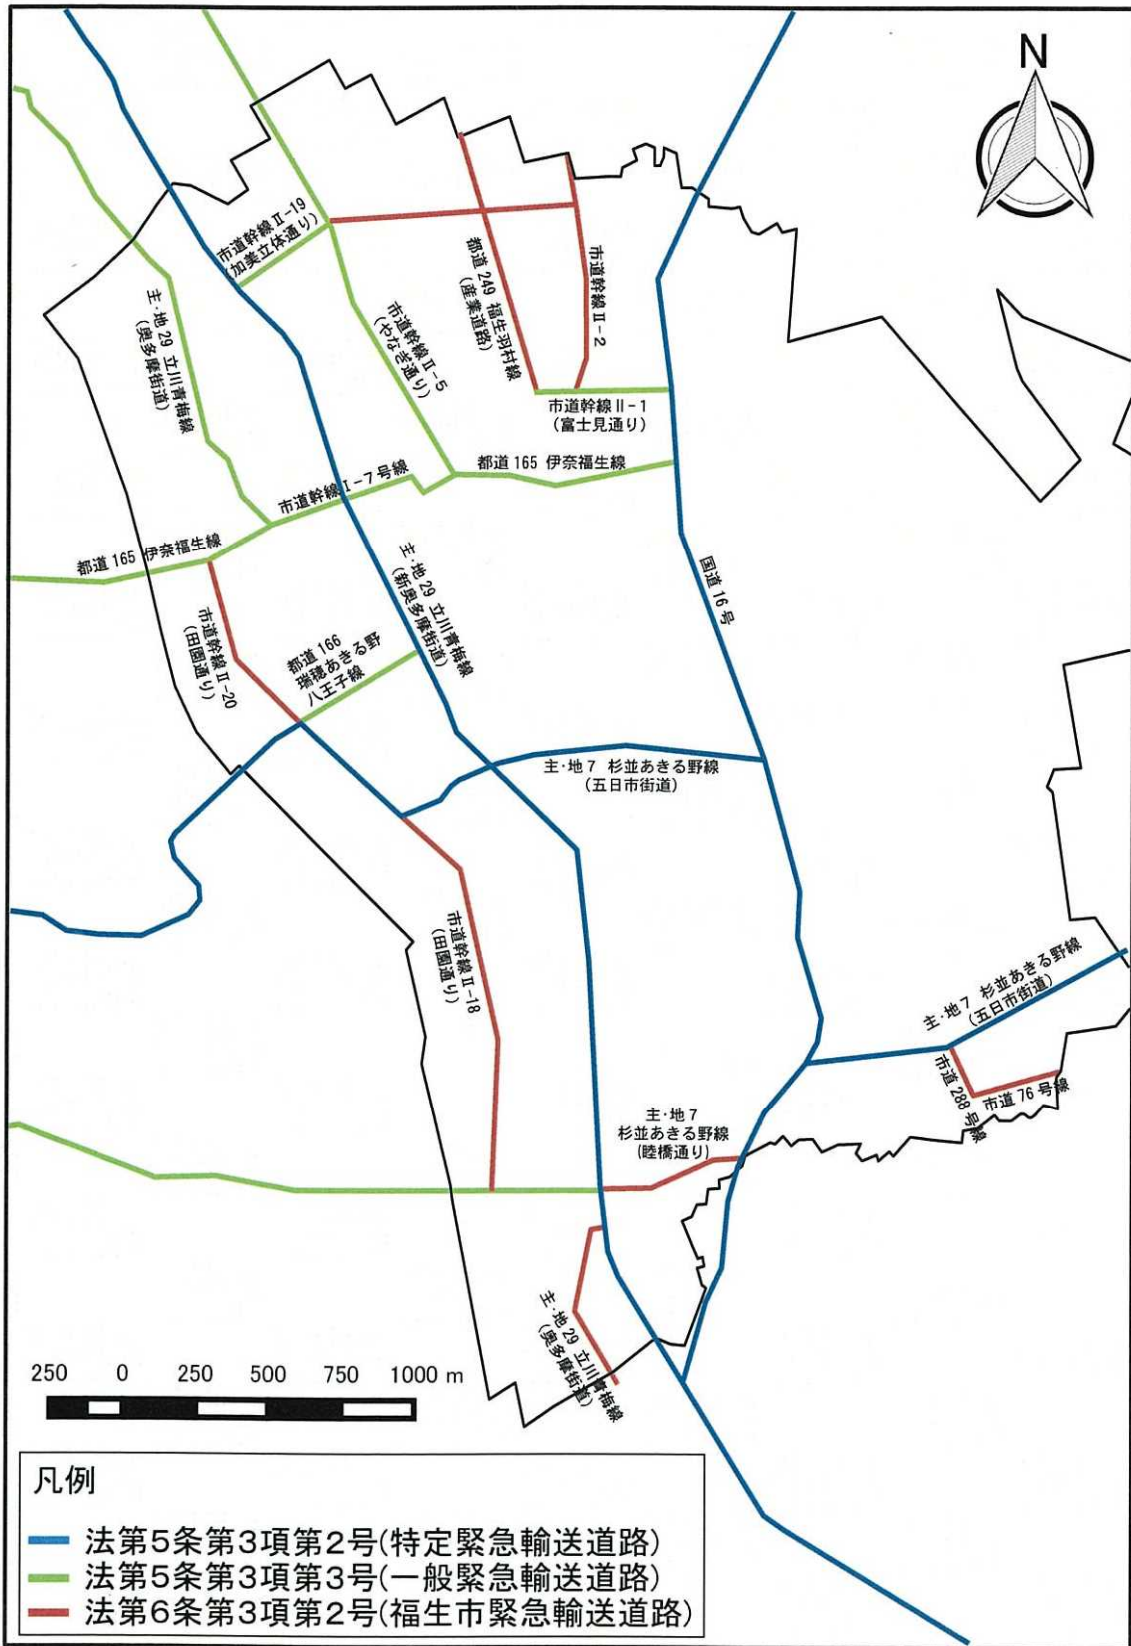 N
市道幹線Ⅱ-19
(加美立体通り)
主・地29 立川青梅線
(奥多摩街道)
市道幹線Ⅱ-5
(やなぎ通り)
都道249 福生羽村線
(産業道路)
市道幹線Ⅱ-2
市道幹線Ⅱ-1
(富士見通り)
都道165 伊奈福生線
市道幹線Ⅰ-7号線
都道165 伊奈福生線
国道16号
主・地29 立川青梅線
(新奥多摩街道)
市道幹線Ⅱ-20
(田園通り)
都道166
瑞穂あきる野
八王子線
主・地7 杉並あきる野線
(五日市街道)
市道幹線Ⅱ-18
(田園通り)
主・地7 杉並あきる野線
(五日市街道)
市道288号線
市道76号線
主・地7
杉並あきる野線
(睦橋通り)
主・地29 立川青梅線
(奥多摩街道)
250 0 250 500 750 1000 m
凡例
法第5条第3項第2号(特定緊急輸送道路)
法第5条第3項第3号(一般緊急輸送道路)
法第6条第3項第2号(福生市緊急輸送道路)